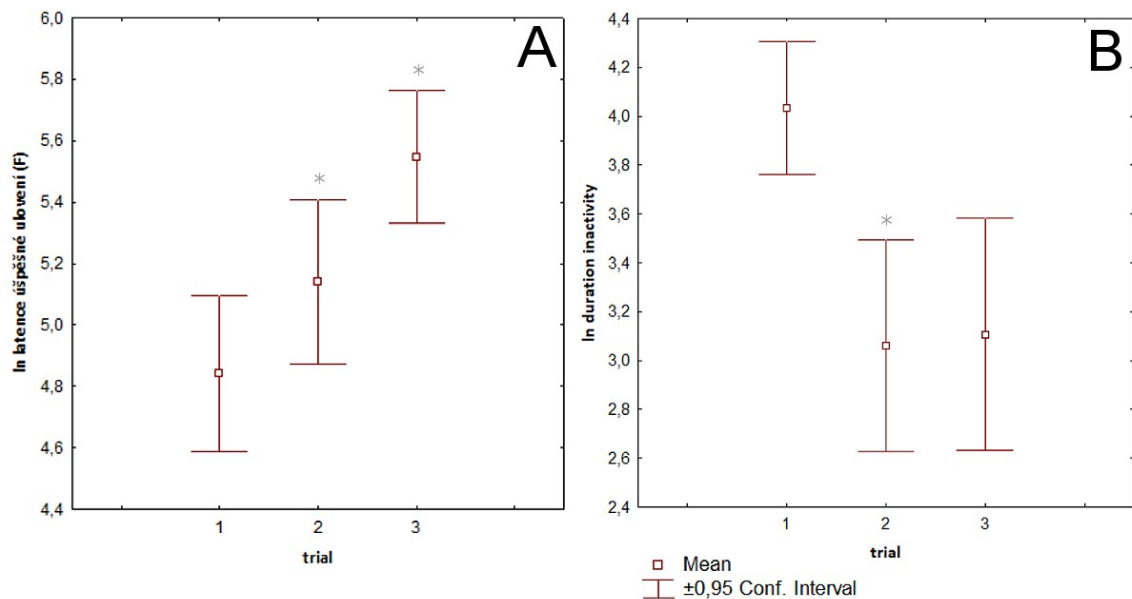 A
6,0
5,8
5,6
5,4
5,2
5,0
4,8
4,6
4,4
ln latence úšpěšné ulovení (F)
*
*
1 2 3
trial
B
4,4
4,2
4,0
3,8
3,6
3,4
3,2
3,0
2,8
2,6
2,4
ln duration inactivity
*
1 2 3
trial
Mean
±0,95 Conf. Interval